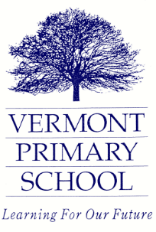 VERMONT
PRIMARY
SCHOOL
Learning For Our Future